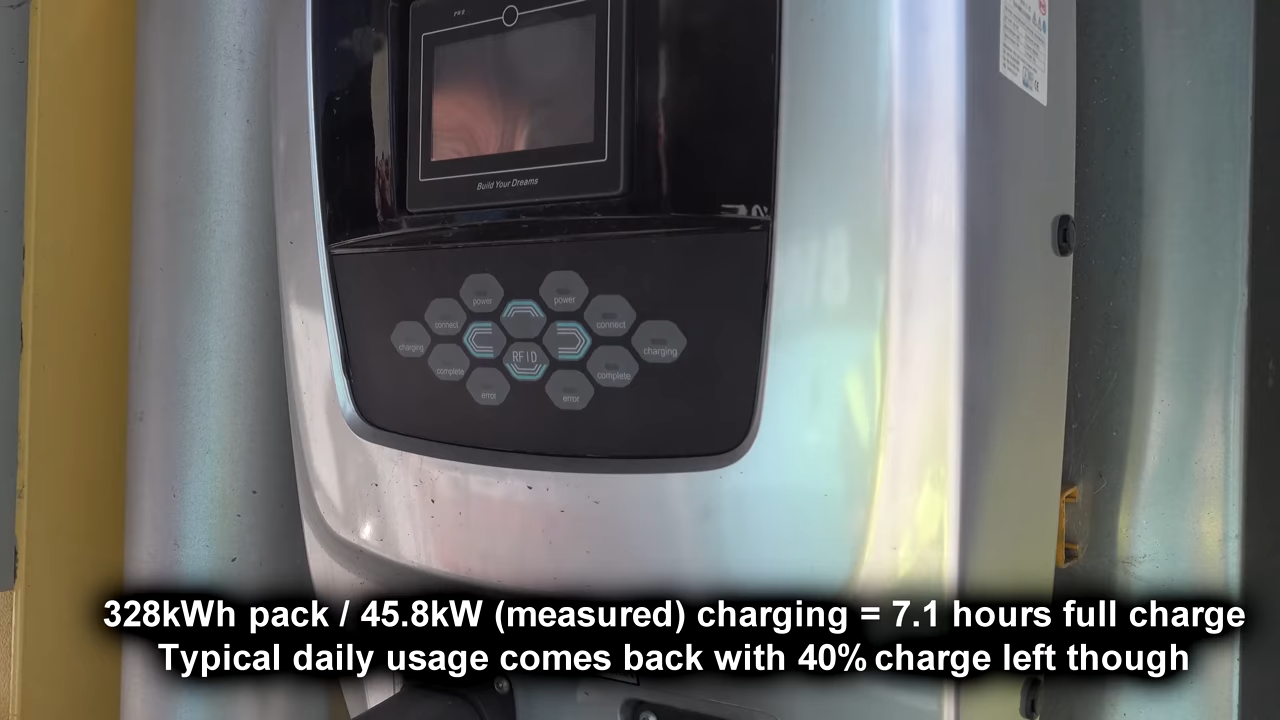 Build Your Dreams
power
power
connect
connect
charging
RFID
charging
complete
complete
error
error
328kWh pack / 45.8kW (measured) charging = 7.1 hours full charge
Typical daily usage comes back with 40% charge left though